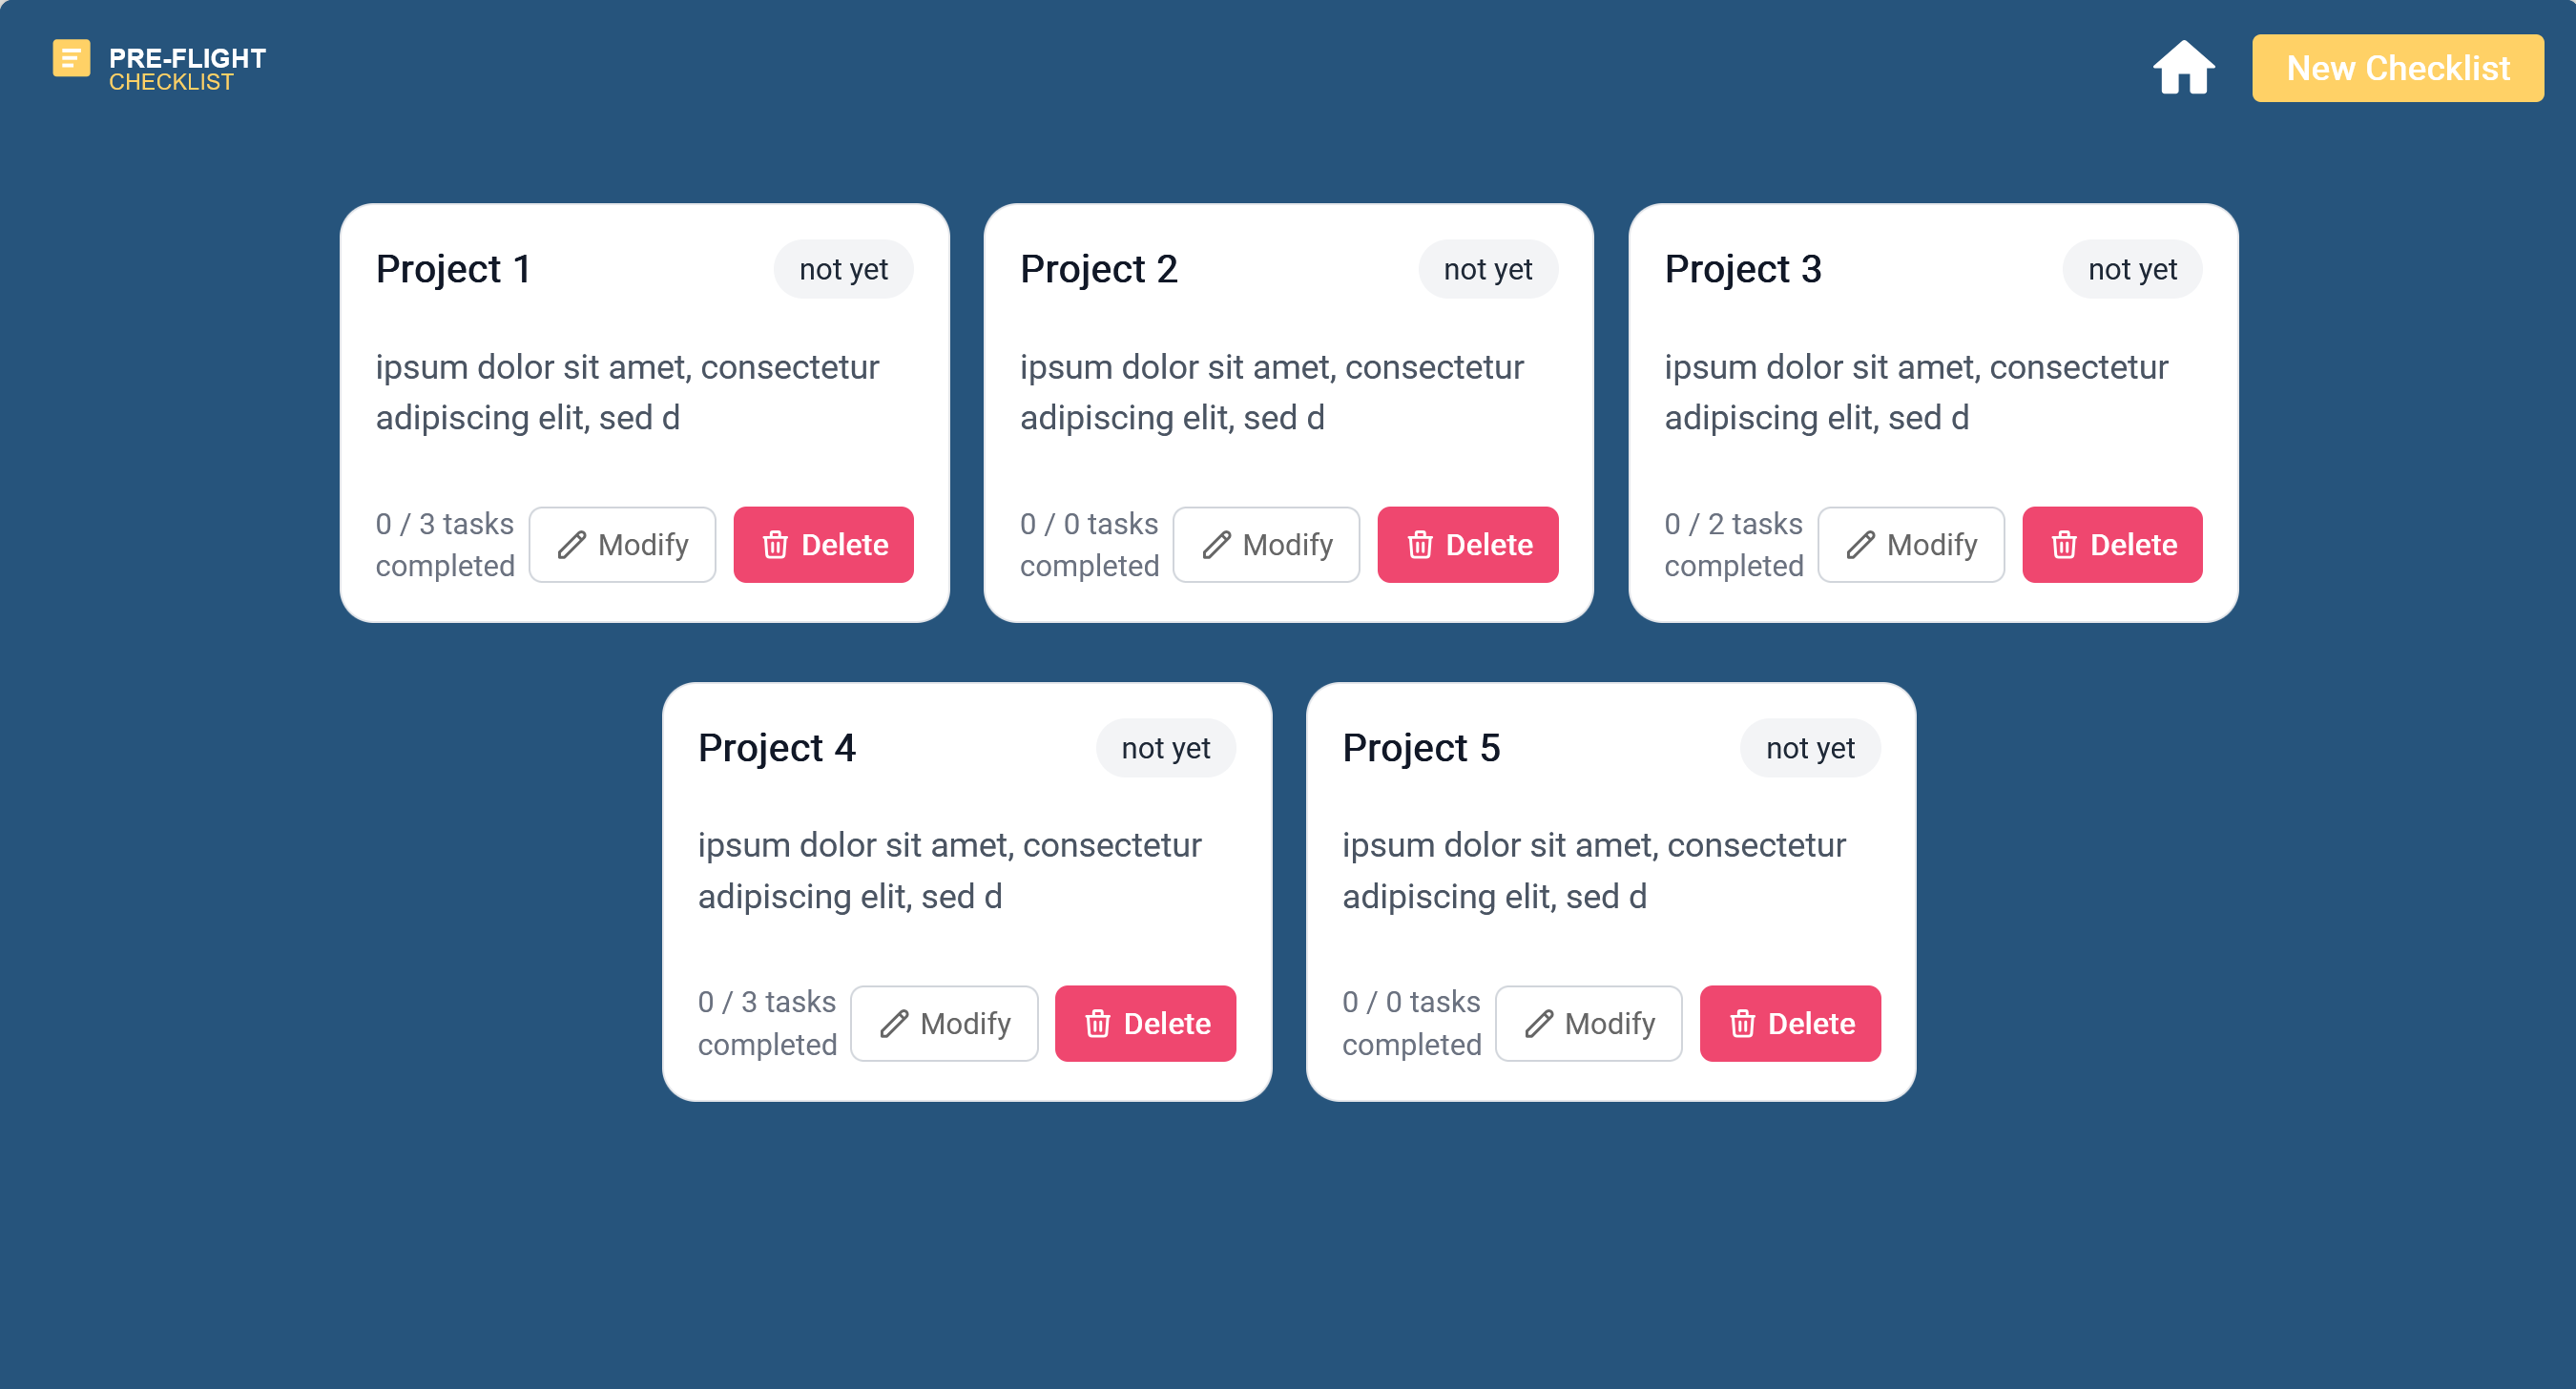 PRE-FLIGHT
CHECKLIST
New Checklist
Project 1
not yet
ipsum dolor sit amet, consectetur
adipiscing elit, sed d
0 / 3 tasks
completed
Modify
Delete
Project 2
not yet
ipsum dolor sit amet, consectetur
adipiscing elit, sed d
0 / 0 tasks
completed
Modify
Delete
Project 3
not yet
ipsum dolor sit amet, consectetur
adipiscing elit, sed d
0 / 2 tasks
completed
Modify
Delete
Project 4
not yet
ipsum dolor sit amet, consectetur
adipiscing elit, sed d
0 / 3 tasks
completed
Modify
Delete
Project 5
not yet
ipsum dolor sit amet, consectetur
adipiscing elit, sed d
0 / 0 tasks
completed
Modify
Delete